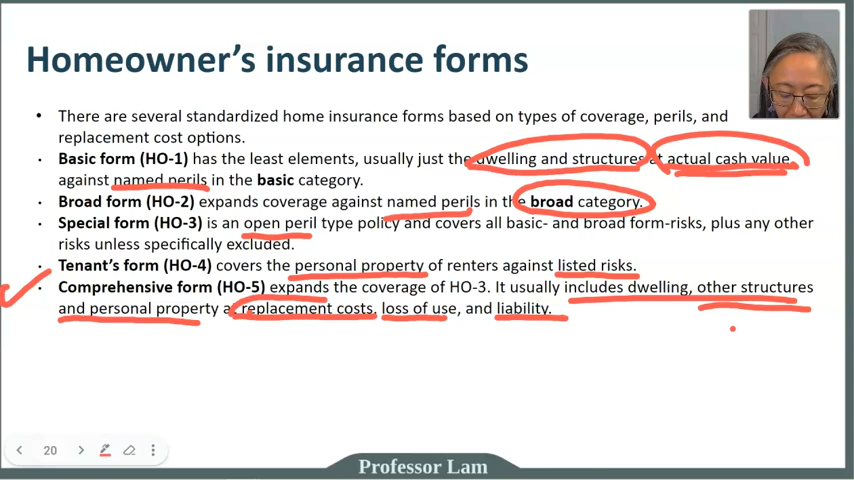 Homeowner's insurance forms
• There are several standardized home insurance forms based on types of coverage, perils, and
replacement cost options.
• Basic form (HO-1) has the least elements, usually just the dwelling and structures at actual cash value,
against named perils in the basic category.
• Broad form (HO-2) expands coverage against named perils in the broad category.
• Special form (HO-3) is an open peril type policy and covers all basic- and broad form-risks, plus any other
risks unless specifically excluded.
• Tenant's form (HO-4) covers the personal property of renters against listed risks.
• Comprehensive form (HO-5) expands the coverage of HO-3. It usually includes dwelling, other structures
and personal property at replacement costs, loss of use, and liability.
20
Professor Lam